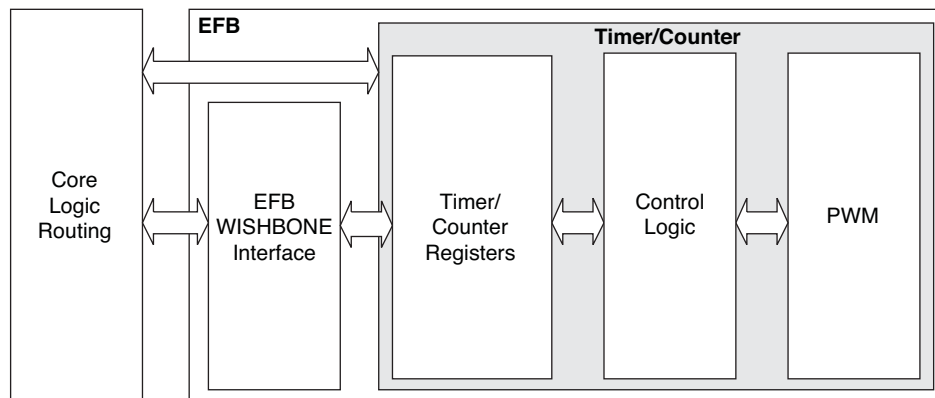 EFB
Timer/Counter
Core
Logic
Routing
EFB
WISHBONE
Interface
Timer/
Counter
Registers
Control
Logic
PWM